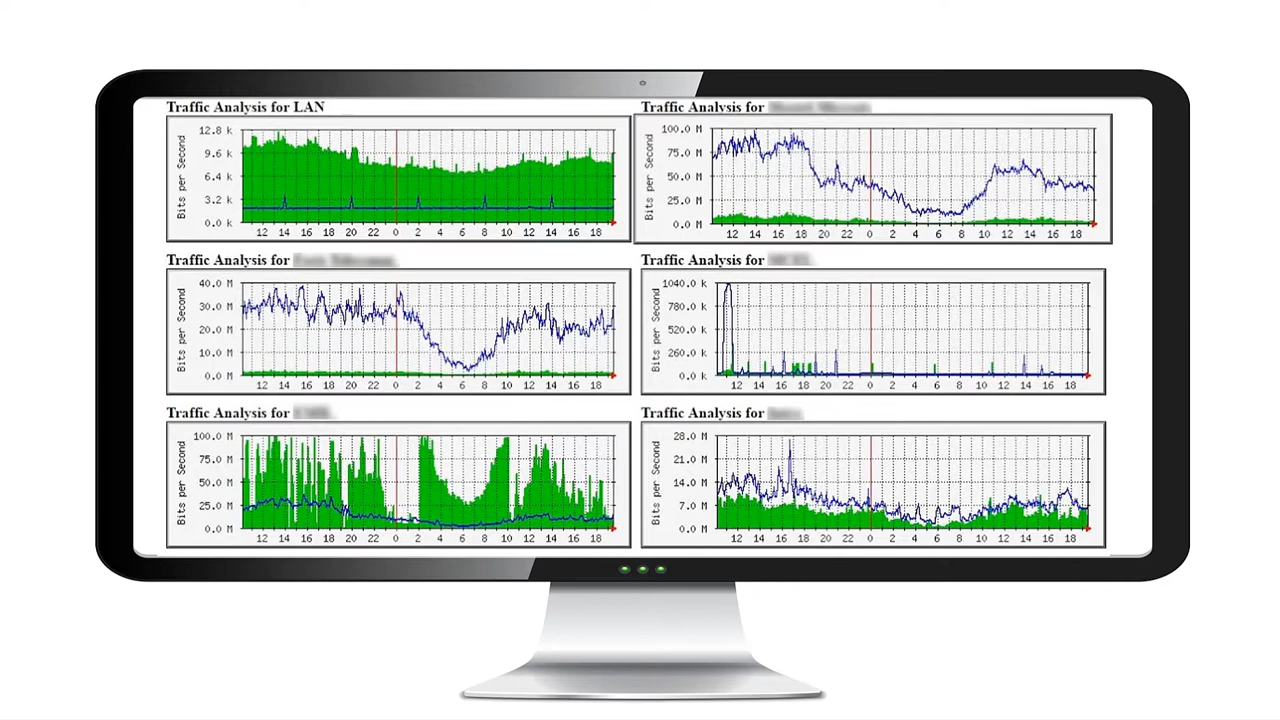 Traffic Analysis for LAN
Bits per Second
12.8 k
9.6 k
6.4 k
3.2 k
0.0 k
12 14 16 18 20 22 0 2 4 6 8 10 12 14 16 18
Traffic Analysis for
Bits per Second
100.0 M
75.0 M
50.0 M
25.0 M
0.0 M
12 14 16 18 20 22 0 2 4 6 8 10 12 14 16 18
Traffic Analysis for
Bits per Second
40.0 M
30.0 M
20.0 M
10.0 M
0.0 M
12 14 16 18 20 22 0 2 4 6 8 10 12 14 16 18
Traffic Analysis for
Bits per Second
1040.0 k
780.0 k
520.0 k
260.0 k
0.0 k
12 14 16 18 20 22 0 2 4 6 8 10 12 14 16 18
Traffic Analysis for
Bits per Second
100.0 M
75.0 M
50.0 M
25.0 M
0.0 M
12 14 16 18 20 22 0 2 4 6 8 10 12 14 16 18
Traffic Analysis for
Bits per Second
28.0 M
21.0 M
14.0 M
7.0 M
0.0 M
12 14 16 18 20 22 0 2 4 6 8 10 12 14 16 18